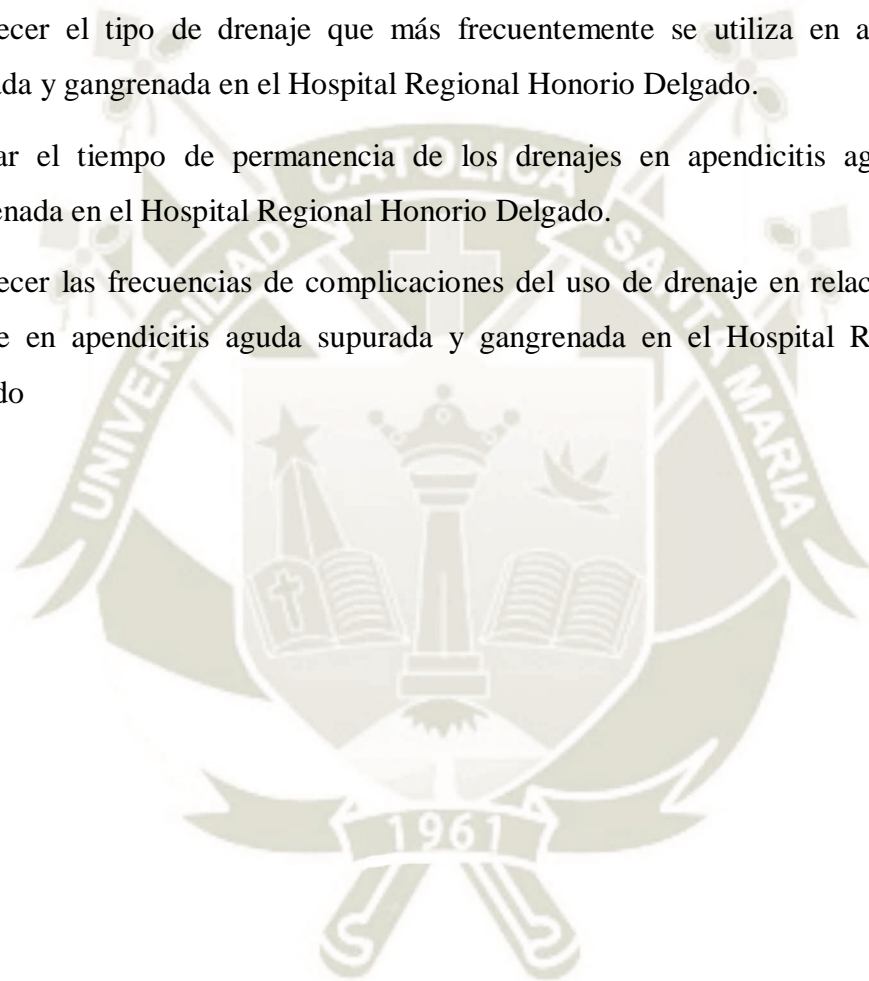 ecer el tipo de drenaje que más frecuentemente se utiliza en a
ada y gangrenada en el Hospital Regional Honorio Delgado.
ar el tiempo de permanencia de los drenajes en apendicitis ag
enada en el Hospital Regional Honorio Delgado.
ecer las frecuencias de complicaciones del uso de drenaje en relac
e en apendicitis aguda supurada y gangrenada en el Hospital R
do
UNIVERSIDAD CATOLICA SANTA MARIA
1961